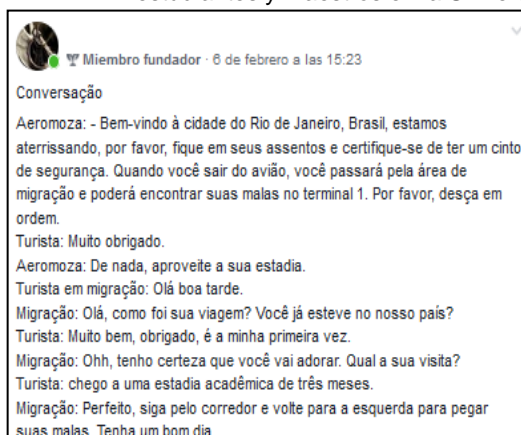 Miembro fundador · 6 de febrero a las 15:23
Conversação
Aeromoza: - Bem-vindo à cidade do Rio de Janeiro, Brasil, estamos
aterrissando, por favor, fique em seus assentos e certifique-se de ter um cinto
de segurança. Quando você sair do avião, você passará pela área de
migração e poderá encontrar suas malas no terminal 1. Por favor, desça em
ordem.
Turista: Muito obrigado.
Aeromoza: De nada, aproveite a sua estadia.
Turista em migração: Olá boa tarde.
Migração: Olá, como foi sua viagem? Você já esteve no nosso país?
Turista: Muito bem, obrigado, é a minha primeira vez.
Migração: Ohh, tenho certeza que você vai adorar. Qual a sua visita?
Turista: chego a uma estadia acadêmica de três meses.
Migração: Perfeito, siga pelo corredor e volte para a esquerda para pegar
suas malas. Tenha um bom dia